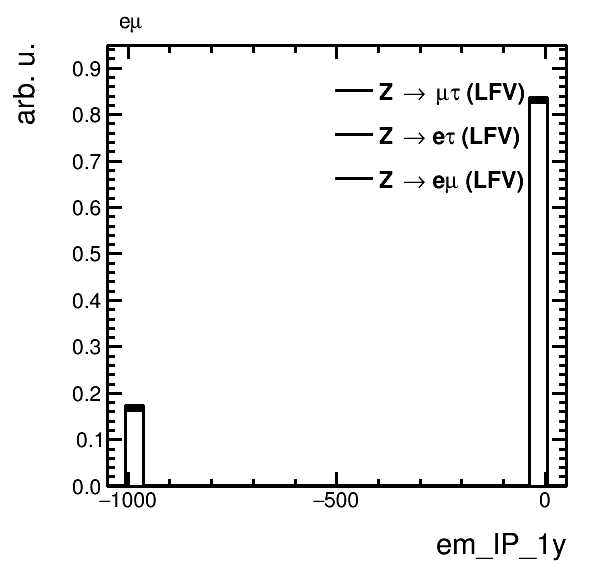 eμ
arb. u.
0.9
0.8
0.7
0.6
0.5
0.4
0.3
0.2
0.1
0.0
Z → μτ (LFV)
Z → eτ (LFV)
Z → eμ (LFV)
−1000 −500 0
em_IP_1y